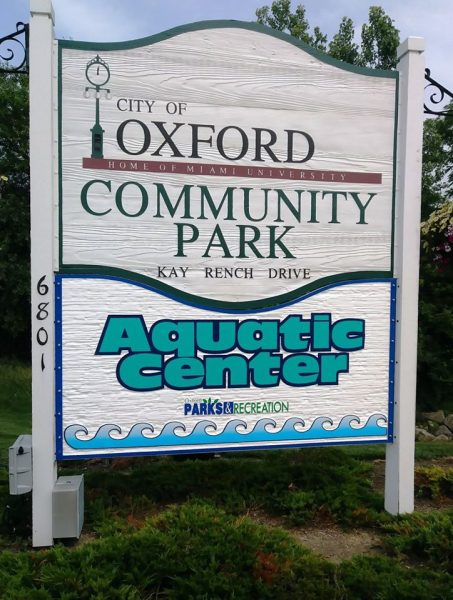 CITY OF
OXFORD
HOME OF MIAMI UNIVERSITY
COMMUNITY
PARK
KAY RENCH DRIVE
6801
Aquatic
Center
PARKS&RECREATION